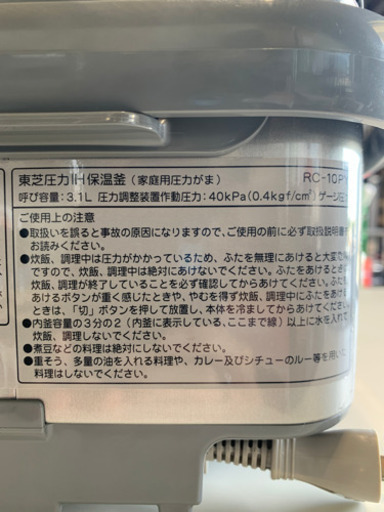 東芝圧力IH保温釜（家庭用圧力がま） RC-10P
呼び容量：3.1L 圧力調整装置作動圧力：40kPa(0.4kgf/cm²)ゲージ圧
ご使用上の注意
●取扱いを誤ると事故の原因になりますので、ご使用の前に必ず取扱説明書
お読みください。
●炊飯、調理中は圧力がかかっているため、ふたを無理にあけると大変
ですので、炊飯、調理中は絶対にあけないでください。ふたをあけるとき
炊飯、調理が終了していることを必ず確認してからあけてください。ふた
あけるボタンが重く感じたときや、やむを得ず炊飯、調理中にふたをあける
ときは、「切」ボタンを押して放置し、本体を冷ましてからあけてください。
●内釜容量の3分の2（内釜に表示している、ここまで線）以上に水を入れて
炊飯、調理しないでください。
●煮豆などの料理は絶対にしないでください。
●重そう、多量の油を入れる料理や、カレー及びシチューのルー等を用いた
料理はしないでください。